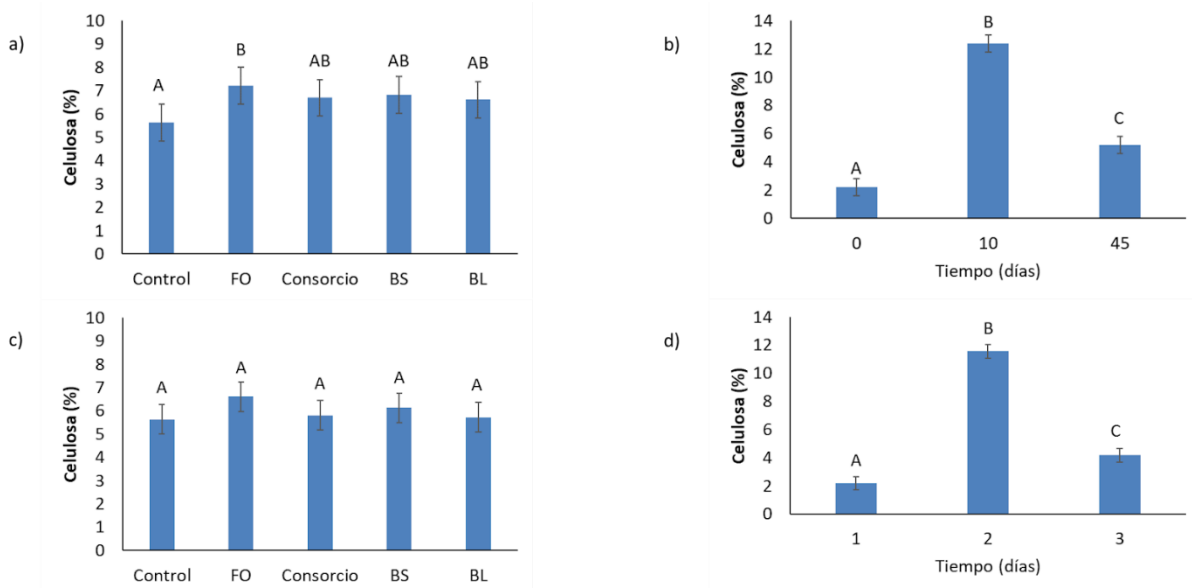 a)
Celulosa (%)
10
9
8
7
6
5
4
3
2
1
0
A
B
AB
AB
AB
Control FO Consorcio BS BL
b)
Celulosa (%)
14
12
10
8
6
4
2
0
A
B
C
0 10 45
Tiempo (días)
c)
Celulosa (%)
10
9
8
7
6
5
4
3
2
1
0
A
A
A
A
A
Control FO Consorcio BS BL
d)
Celulosa (%)
14
12
10
8
6
4
2
0
A
B
C
1 2 3
Tiempo (días)